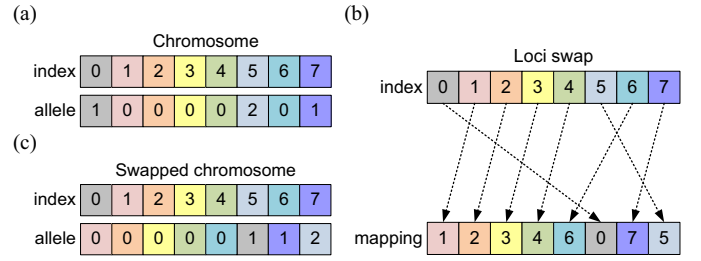 (a)
Chromosome
index 0 1 2 3 4 5 6 7
allele 1 0 0 0 0 2 0 1
(c)
Swapped chromosome
index 0 1 2 3 4 5 6 7
allele 0 0 0 0 0 1 1 2
(b)
Loci swap
index 0 1 2 3 4 5 6 7
mapping 1 2 3 4 6 0 7 5